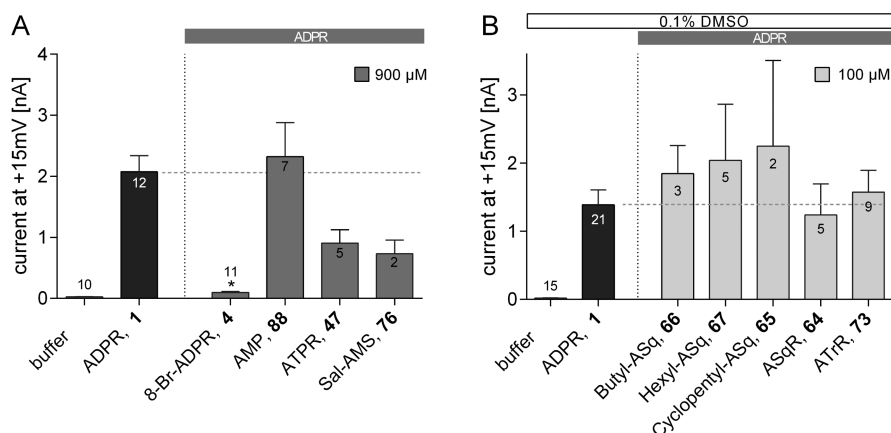 A
ADPR
900 µM
current at +15mV [nA]
4
3
2
1
0
10
12
11
*
7
5
2
buffer
ADPR, 1
8-Br-ADPR, 4
AMP, 88
ATPR, 47
Sal-AMS, 76
B
0.1% DMSO
ADPR
100 µM
current at +15mV [nA]
3
2
1
0
15
21
3
5
2
5
9
buffer
ADPR, 1
Butyl-ASq, 66
Hexyl-ASq, 67
Cyclopentyl-ASq, 65
ASqR, 64
ATrR, 73